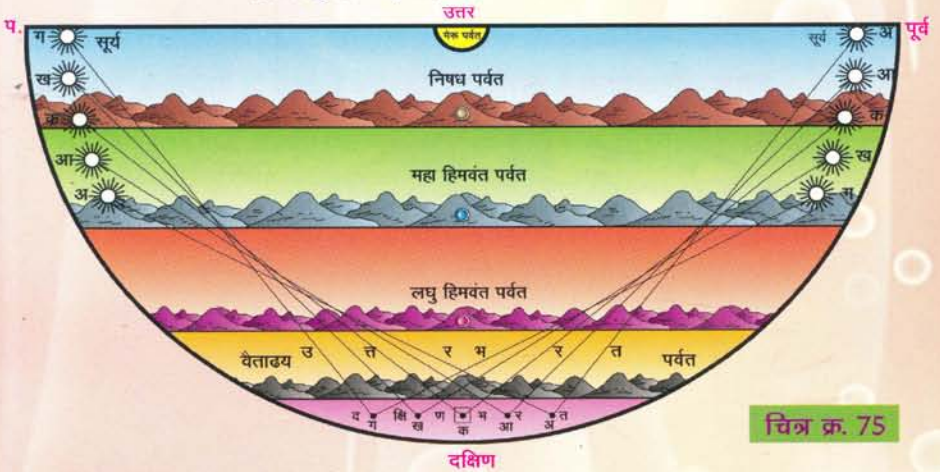 उत्तर
प. पूर्व
ग सूर्य मेरू पर्वत सूर्य अ
ख निषध पर्वत आ
क क
आ महा हिमवंत पर्वत ख
अ ग
लघु हिमवंत पर्वत
वैताढय उ त्त र भ र त पर्वत
द क्षि ण भ र त
ग ख क आ अ
चित्र क्र. 75
दक्षिण